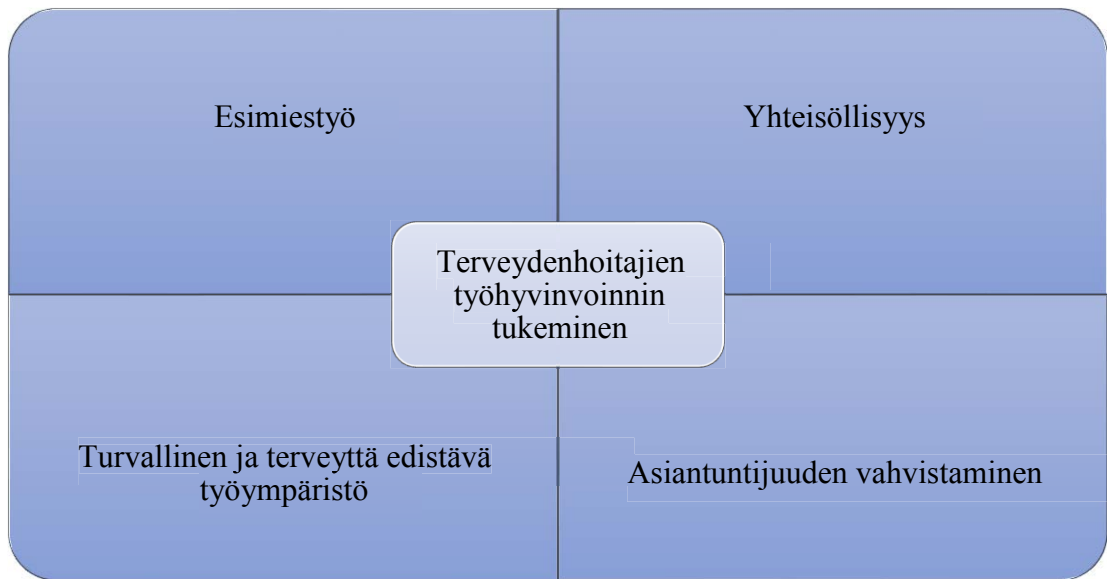 Esimiestyö
Yhteisöllisyys
Terveydenhoitajien
työhyvinvoinnin
tukeminen
Turvallinen ja terveyttä edistävä
työympäristö
Asiantuntijuuden vahvistaminen